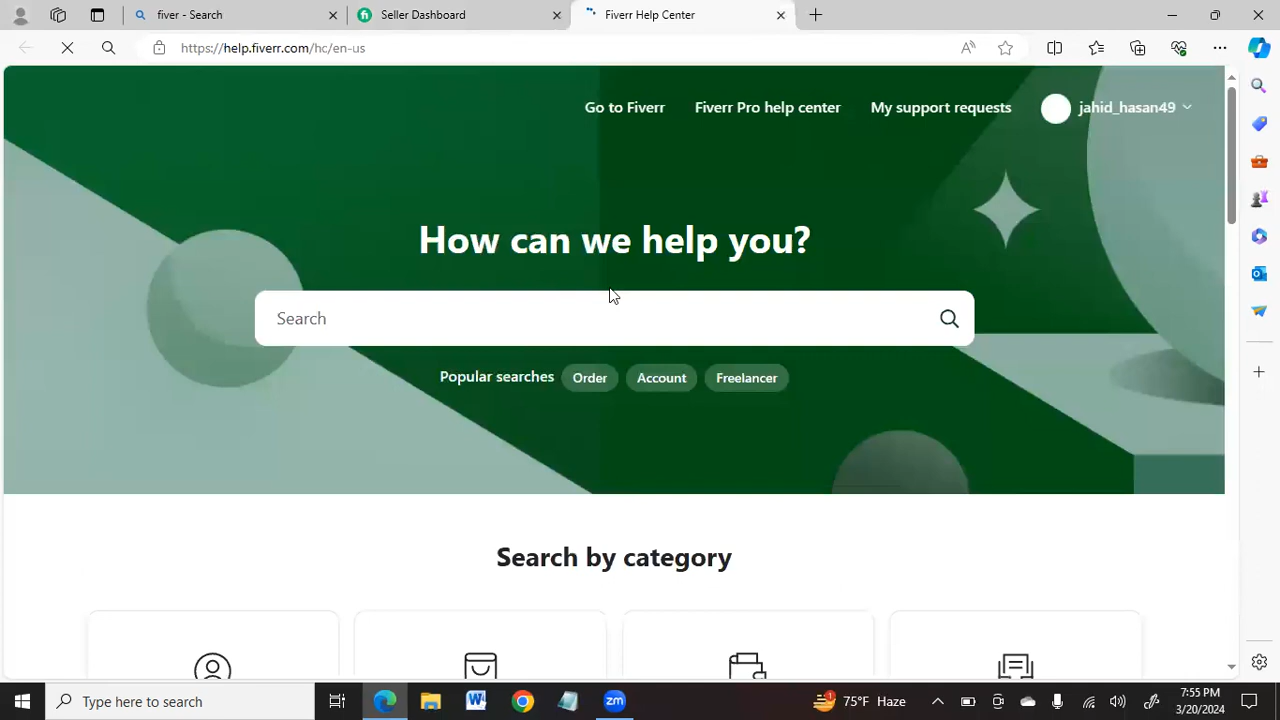 fiver - Search
Seller Dashboard
Fiverr Help Center
https://help.fiverr.com/hc/en-us
Go to Fiverr
Fiverr Pro help center
My support requests
jahid_hasan49
How can we help you?
Search
Popular searches
Order
Account
Freelancer
Search by category
Type here to search
75°F Haze
7:55 PM
3/20/2024